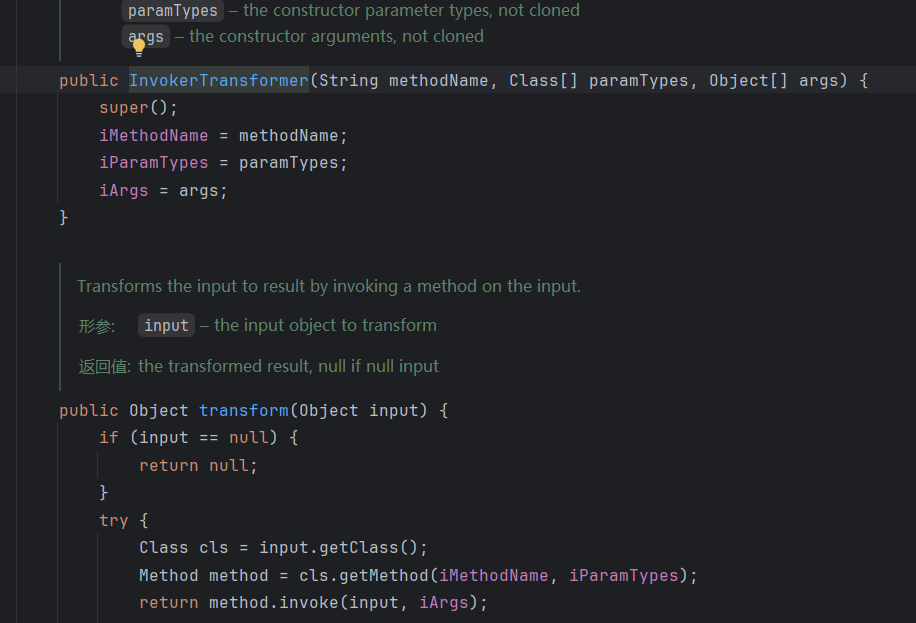 paramTypes – the constructor parameter types, not cloned
args – the constructor arguments, not cloned
public InvokerTransformer(String methodName, Class[] paramTypes, Object[] args) {
super();
iMethodName = methodName;
iParamTypes = paramTypes;
iArgs = args;
}
Transforms the input to result by invoking a method on the input.
形参: input – the input object to transform
返回值: the transformed result, null if null input
public Object transform(Object input) {
if (input == null) {
return null;
}
try {
Class cls = input.getClass();
Method method = cls.getMethod(iMethodName, iParamTypes);
return method.invoke(input, iArgs);